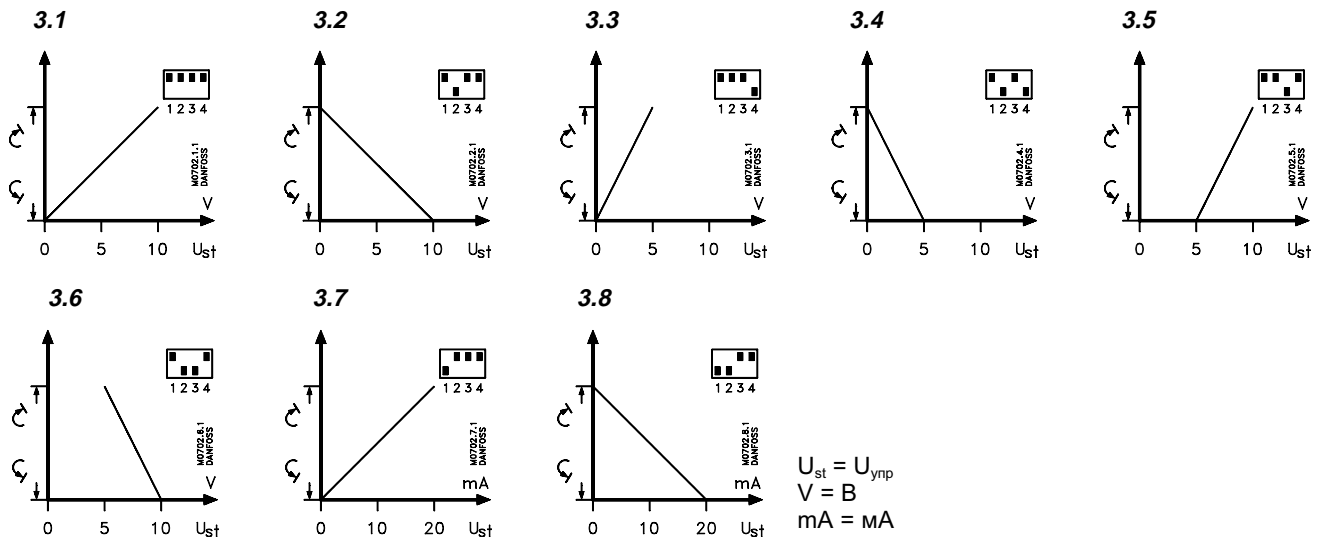 3.1
1 2 3 4
M0702.1.1
DANFOSS
V
0 5 10 Ust
3.2
1 2 3 4
M0702.2.1
DANFOSS
V
0 5 10 Ust
3.3
1 2 3 4
M0702.3.1
DANFOSS
V
0 5 10 Ust
3.4
1 2 3 4
M0702.4.1
DANFOSS
V
0 5 10 Ust
3.5
1 2 3 4
M0702.5.1
DANFOSS
V
0 5 10 Ust
3.6
1 2 3 4
M0702.6.1
DANFOSS
V
0 5 10 Ust
3.7
1 2 3 4
M0702.7.1
DANFOSS
mA
0 10 20 Ust
3.8
1 2 3 4
M0702.8.1
DANFOSS
mA
0 10 20 Ust
Ust = Uупр
V = В
mA = мА